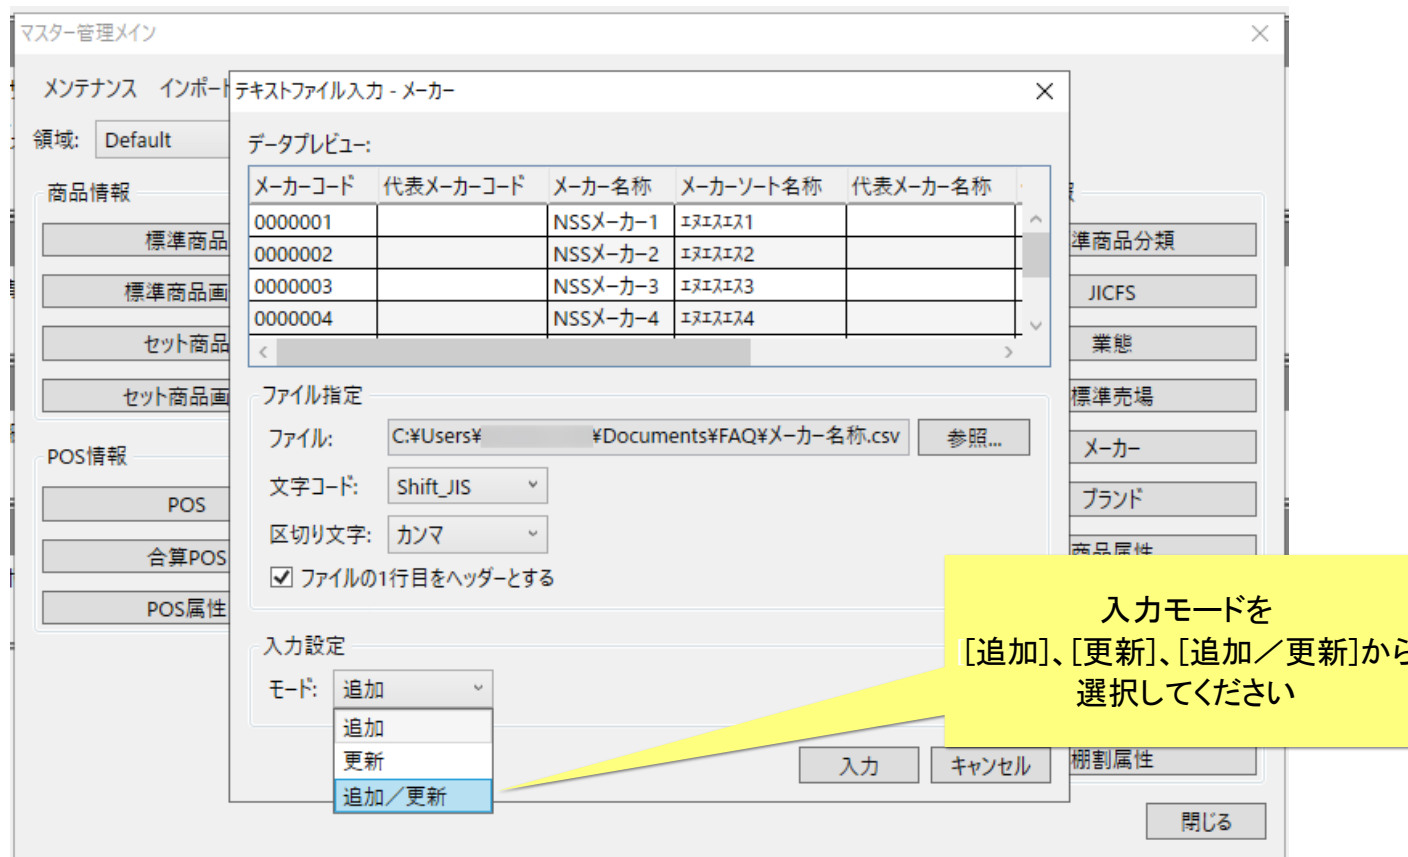 マスター管理メイン
メンテナンス インポート
テキストファイル入力 - メーカー
領域: Default
データプレビュー:
メーカーコード 代表メーカーコード メーカー名称 メーカーソート名称 代表メーカー名称
0000001 NSSメーカー1 ｴﾇｴｽｴｽ1
0000002 NSSメーカー2 ｴﾇｴｽｴｽ2
0000003 NSSメーカー3 ｴﾇｴｽｴｽ3
0000004 NSSメーカー4 ｴﾇｴｽｴｽ4
商品情報
標準商品
標準商品画
セット商品
セット商品画
POS情報
POS
合算POS
POS属性
ファイル指定
ファイル: C:¥Users¥ ¥Documents¥FAQ¥メーカー名称.csv 参照...
文字コード: Shift_JIS
区切り文字: カンマ
ファイルの1行目をヘッダーとする
入力設定
モード: 追加
追加
更新
追加／更新
入力 キャンセル
準商品分類
JICFS
業態
標準売場
メーカー
ブランド
商品属性
棚割属性
閉じる
入力モードを
[追加]、[更新]、[追加／更新]から
選択してください